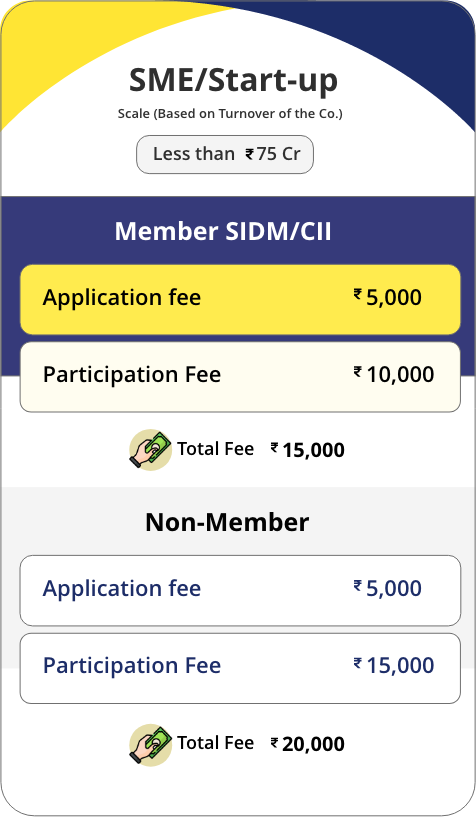 SME/Start-up
Scale (Based on Turnover of the Co.)
Less than ₹75 Cr
Member SIDM/CII
Application fee ₹ 5,000
Participation Fee ₹ 10,000
Total Fee ₹ 15,000
Non-Member
Application fee ₹ 5,000
Participation Fee ₹ 15,000
Total Fee ₹ 20,000